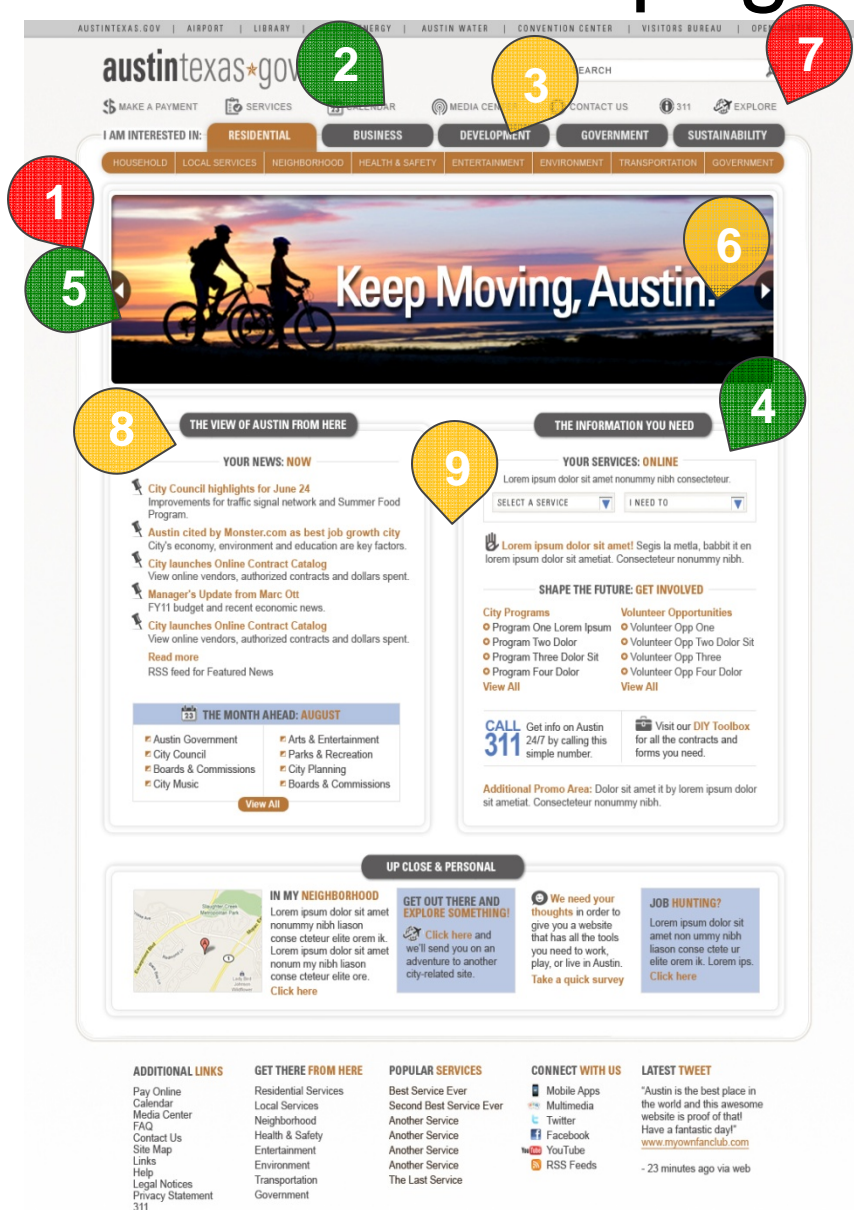 AUSTINTEXAS.GOV | AIRPORT | LIBRARY | ENERGY | AUSTIN WATER | CONVENTION CENTER | VISITORS BUREAU |
7
austintexas.gov
2
3
MAKE A PAYMENT SERVICES CALENDAR MEDIA CENTER CONTACT US 311 EXPLORE
I AM INTERESTED IN: RESIDENTIAL BUSINESS DEVELOPMENT GOVERNMENT SUSTAINABILITY
HOUSEHOLD LOCAL SERVICES NEIGHBORHOOD HEALTH & SAFETY ENTERTAINMENT ENVIRONMENT TRANSPORTATION GOVERNMENT
1
6
5
Keep Moving, Austin.
4
8
THE VIEW OF AUSTIN FROM HERE
YOUR NEWS: NOW
City Council highlights for June 24
Improvements for traffic signal network and Summer Food
Program.
Austin cited by Monster.com as best job growth city
City's economy, environment and education are key factors.
City launches Online Contract Catalog
View online vendors, authorized contracts and dollars spent.
Manager's Update from Marc Ott
FY11 budget and recent economic news.
City launches Online Contract Catalog
View online vendors, authorized contracts and dollars spent.
Read more
RSS feed for Featured News
23 THE MONTH AHEAD: AUGUST
Austin Government
City Council
Boards & Commissions
City Music
Arts & Entertainment
Parks & Recreation
City Planning
Boards & Commissions
View All
9
THE INFORMATION YOU NEED
YOUR SERVICES: ONLINE
Lorem ipsum dolor sit amet nonummy nibh consecteteur.
SELECT A SERVICE I NEED TO
Lorem ipsum dolor sit amet! Segis la metla, babbit it en
lorem ipsum dolor sit ametiat. Consecteteur nonummy nibh.
SHAPE THE FUTURE: GET INVOLVED
City Programs
Program One Lorem Ipsum
Program Two Dolor
Program Three Dolor Sit
Program Four Dolor
View All
Volunteer Opportunities
Volunteer Opp One
Volunteer Opp Two Dolor Sit
Volunteer Opp Three
Volunteer Opp Four Dolor
View All
CALL
311
Get info on Austin
24/7 by calling this
simple number.
Visit our DIY Toolbox
for all the contracts and
forms you need.
Additional Promo Area: Dolor sit amet it by lorem ipsum dolor
sit ametiat. Consecteteur nonummy nibh.
UP CLOSE & PERSONAL
A
1
IN MY NEIGHBORHOOD
Lorem ipsum dolor sit amet
nonummy nibh liason
conse cteteur elite orem ik.
Lorem ipsum dolor sit amet
nonum my nibh liason
conse cteteur elite ore.
Click here
GET OUT THERE AND
EXPLORE SOMETHING!
Click here and
we'll send you on an
adventure to another
city-related site.
We need your
thoughts in order to
give you a website
that has all the tools
you need to work,
play, or live in Austin.
Take a quick survey
JOB HUNTING?
Lorem ipsum dolor sit
amet non ummy nibh
liason conse ctete ur
elite orem ik. Lorem ips.
Click here
ADDITIONAL LINKS
Pay Online
Calendar
Media Center
FAQ
Contact Us
Site Map
Links
Help
Legal Notices
Privacy Statement
311
GET THERE FROM HERE
Residential Services
Local Services
Neighborhood
Health & Safety
Entertainment
Environment
Transportation
Government
POPULAR SERVICES
Best Service Ever
Second Best Service Ever
Another Service
Another Service
Another Service
Another Service
The Last Service
CONNECT WITH US
Mobile Apps
Multimedia
Twitter
Facebook
YouTube
RSS Feeds
LATEST TWEET
"Austin is the best place in
the world and this awesome
website is proof of that!
Have a fantastic day!"
www.myownfanclub.com
- 23 minutes ago via web